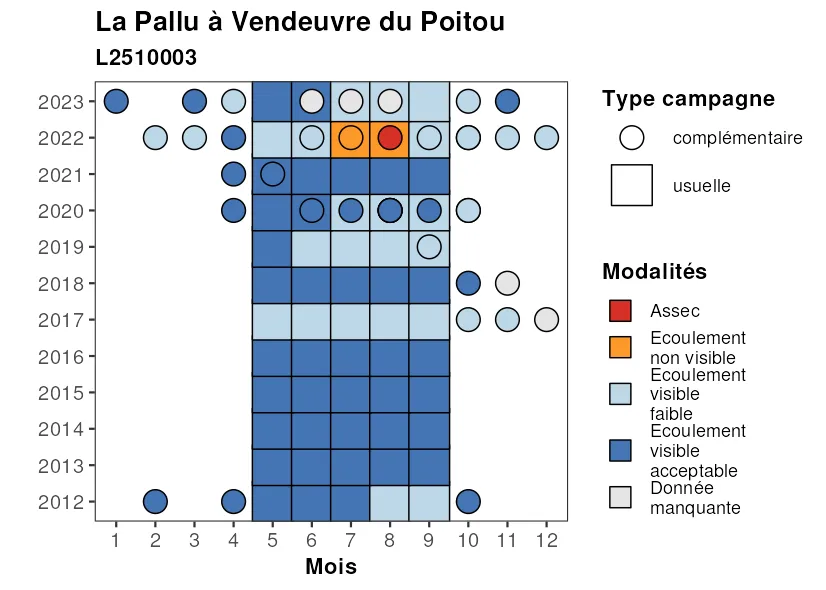 La Pallu à Vendeuvre du Poitou
L2510003
2023
2022
2021
2020
2019
2018
2017
2016
2015
2014
2013
2012
1 2 3 4 5 6 7 8 9 10 11 12
Mois
Type campagne
complémentaire
usuelle
Modalités
Assec
Ecoulement
non visible
Ecoulement
visible
faible
Ecoulement
visible
acceptable
Donnée
manquante